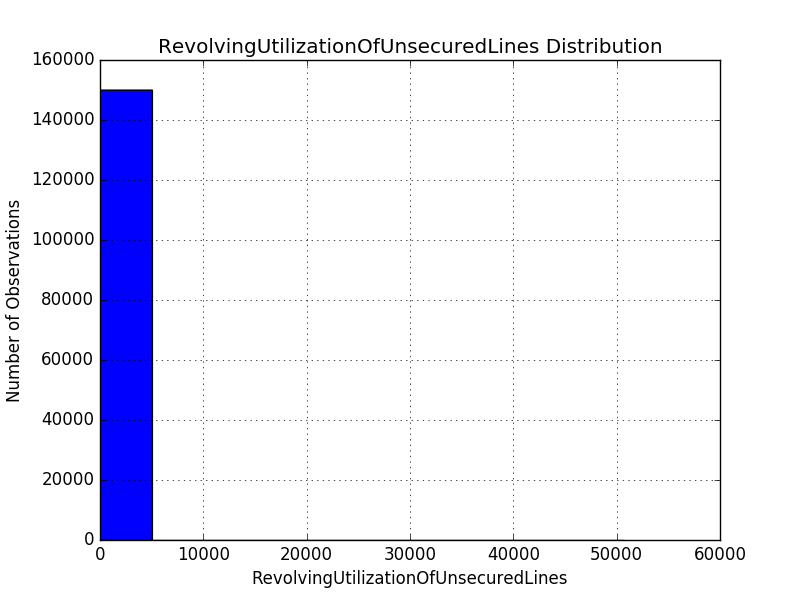 RevolvingUtilizationOfUnsecuredLines Distribution
160000
140000
120000
100000
80000
60000
40000
20000
0
Number of Observations
0 10000 20000 30000 40000 50000 60000
RevolvingUtilizationOfUnsecuredLines